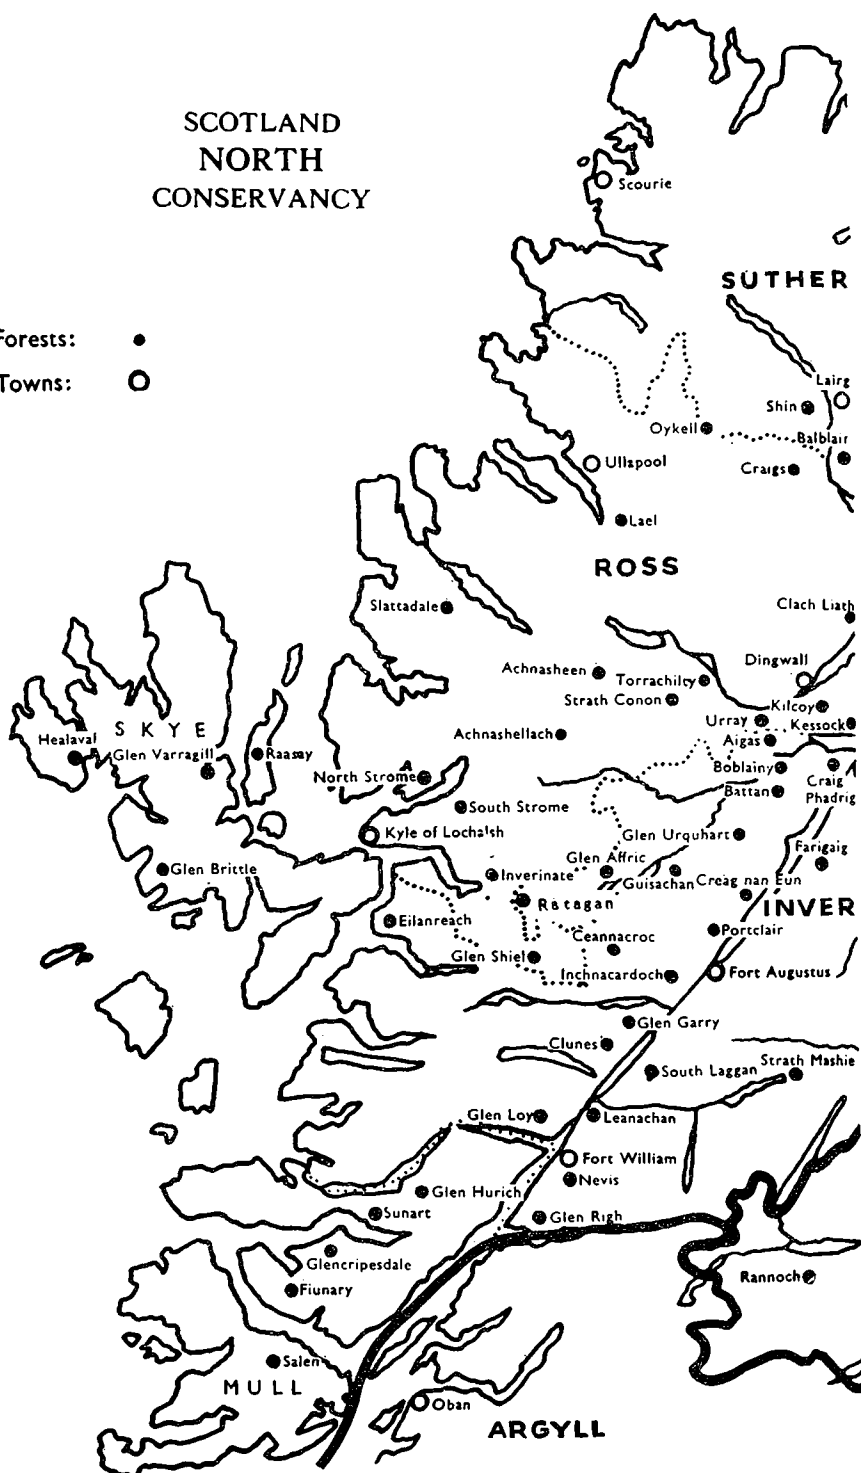 SCOTLAND
NORTH
CONSERVANCY
Scourie
SUTHER
Forests:
Towns:
Lairg
Shin
Oykell
Balblair
Ullapool
Craigs
Lael
ROSS
Slattadale
Clach Liath
Achnasheen
Torrachilty
Dingwall
Strath Conon
Kilcoy
Urray
Kessock
SKYE
Healaval
Glen Varragill
Raasay
Achnashellach
Aigas
North Strome
Boblainy
Craig
Phadrig
Battan
South Strome
Kyle of Lochalsh
Glen Urquhart
Glen Affric
Farigaig
Glen Brittle
Inverinate
Guisachan
Creag nan Eun
Ratagan
INVER
Eilanreach
Portclair
Ceannacroc
Glen Shiel
Inchnacardoch
Fort Augustus
Glen Garry
Clunes
South Laggan
Strath Mashie
Glen Loy
Leanachan
Fort William
Nevis
Glen Hurich
Sunart
Glen Righ
Glencripesdale
Fiunary
Rannoch
Salen
MULL
Oban
ARGYLL